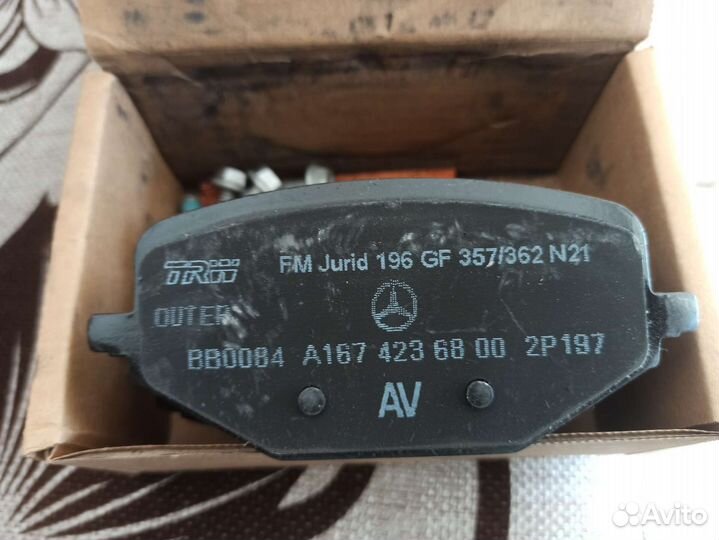 TRW FM Jurid 196 GF 357/362 N21
OUTER
BB0084 A167 423 68 00 2P197
AV
Avito